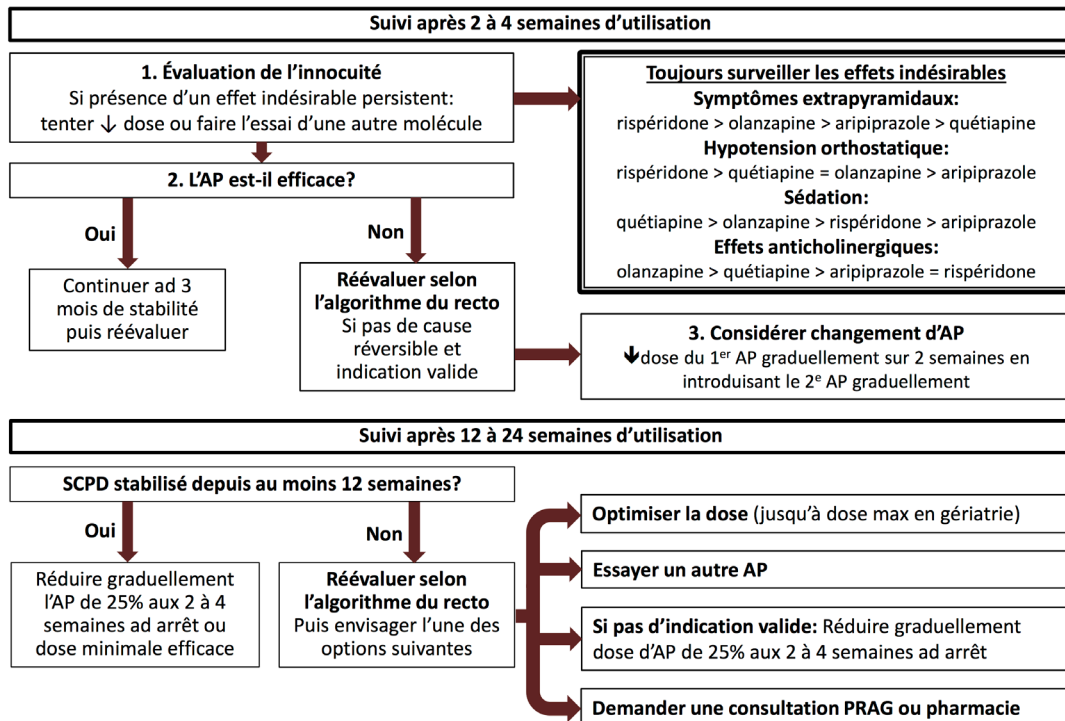 Suivi après 2 à 4 semaines d’utilisation
1. Évaluation de l’innocuité
Si présence d’un effet indésirable persistent:
tenter ↓ dose ou faire l’essai d’une autre molécule
Toujours surveiller les effets indésirables
Symptômes extrapyramidaux:
rispéridone > olanzapine > aripiprazole > quétiapine
Hypotension orthostatique:
rispéridone > quétiapine = olanzapine > aripiprazole
Sédation:
quétiapine > olanzapine > rispéridone > aripiprazole
Effets anticholinergiques:
olanzapine > quétiapine > aripiprazole = rispéridone
2. L’AP est-il efficace?
Oui
Non
Continuer ad 3
mois de stabilité
puis réévaluer
Réévaluer selon
l’algorithme du recto
Si pas de cause
réversible et
indication valide
3. Considérer changement d’AP
↓dose du 1er AP graduellement sur 2 semaines en
introduisant le 2e AP graduellement
Suivi après 12 à 24 semaines d’utilisation
SCPD stabilisé depuis au moins 12 semaines?
Oui
Non
Réduire graduellement
l’AP de 25% aux 2 à 4
semaines ad arrêt ou
dose minimale efficace
Réévaluer selon
l’algorithme du recto
Puis envisager l’une des
options suivantes
Optimiser la dose (jusqu’à dose max en gériatrie)
Essayer un autre AP
Si pas d’indication valide: Réduire graduellement
dose d’AP de 25% aux 2 à 4 semaines ad arrêt
Demander une consultation PRAG ou pharmacie